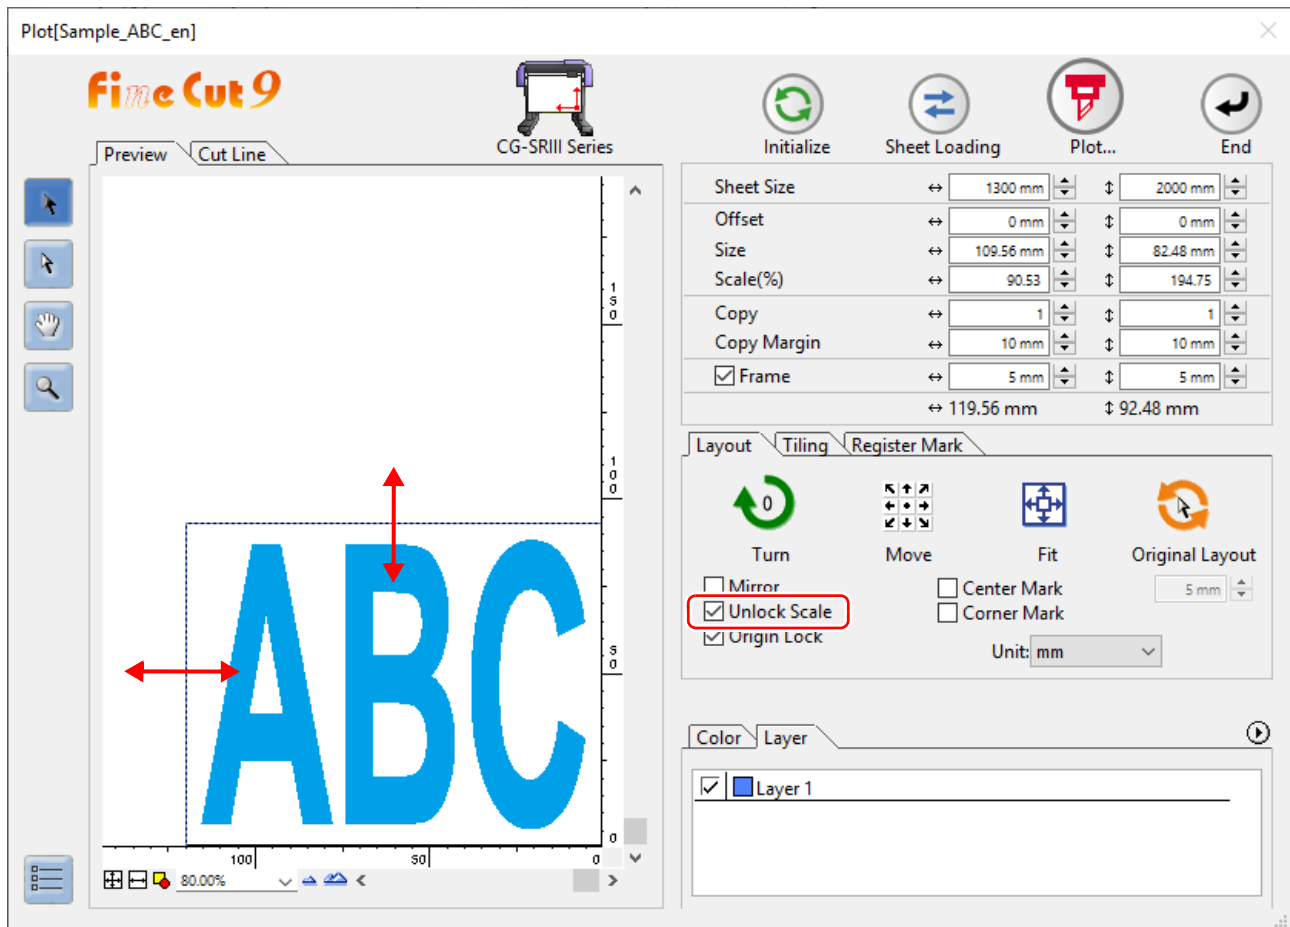 Plot[Sample_ABC_en]
Fine Cut 9
CG-SRIII Series
Initialize
Sheet Loading
Plot...
End
Preview
Cut Line
Sheet Size 1300 mm 2000 mm
Offset 0 mm 0 mm
Size 109.56 mm 82.48 mm
Scale(%) 90.53 194.75
Copy 1 1
Copy Margin 10 mm 10 mm
Frame 5 mm 5 mm
119.56 mm 92.48 mm
150
100
50
0
ABC
100 50 0
80.00%
Layout Tiling Register Mark
0
Turn Move Fit Original Layout
Mirror Center Mark 5 mm
Unlock Scale Corner Mark
Origin Lock
Unit: mm
Color Layer
Layer 1